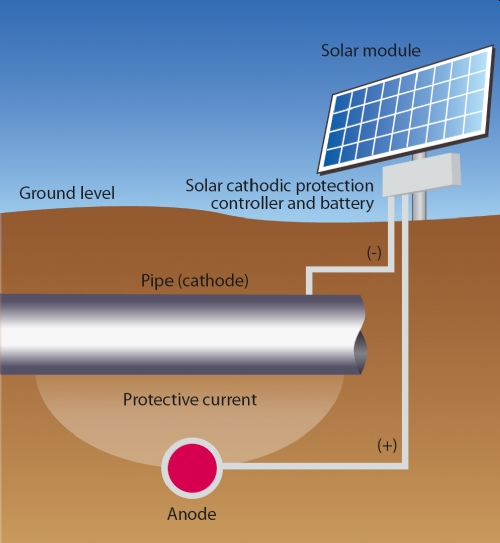 Solar module
Ground level
Solar cathodic protection
controller and battery
(-)
Pipe (cathode)
Protective current
(+)
Anode